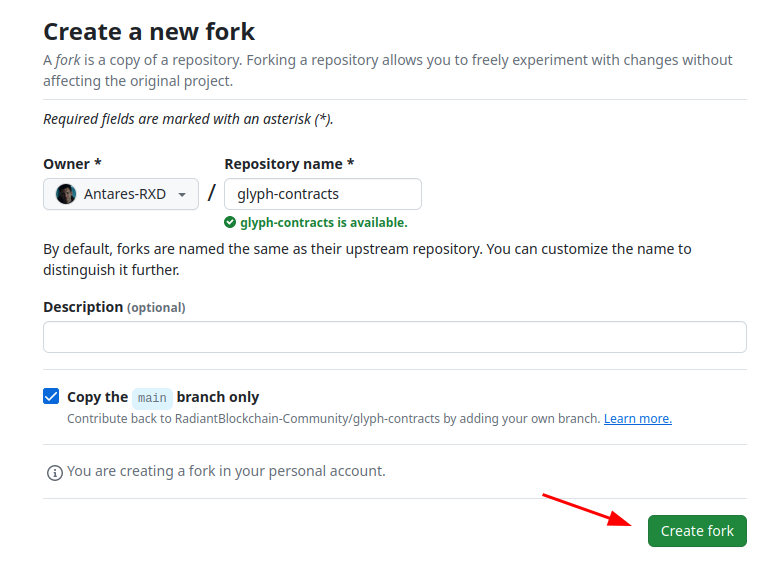 Create a new fork
A fork is a copy of a repository. Forking a repository allows you to freely experiment with changes without
affecting the original project.
Required fields are marked with an asterisk (*).
Owner * Repository name *
Antares-RXD / glyph-contracts
glyph-contracts is available.
By default, forks are named the same as their upstream repository. You can customize the name to
distinguish it further.
Description (optional)
Copy the main branch only
Contribute back to RadiantBlockchain-Community/glyph-contracts by adding your own branch. Learn more.
You are creating a fork in your personal account.
Create fork